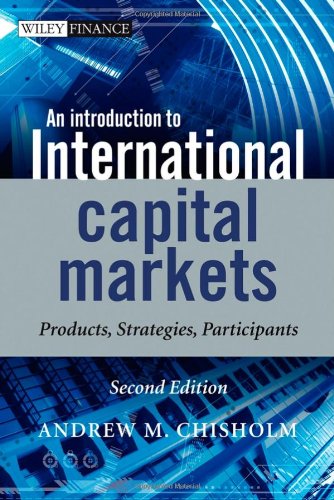 WILEY FINANCE
An introduction to
International
capital
markets
Products, Strategies, Participants
Second Edition
ANDREW M. CHISHOLM